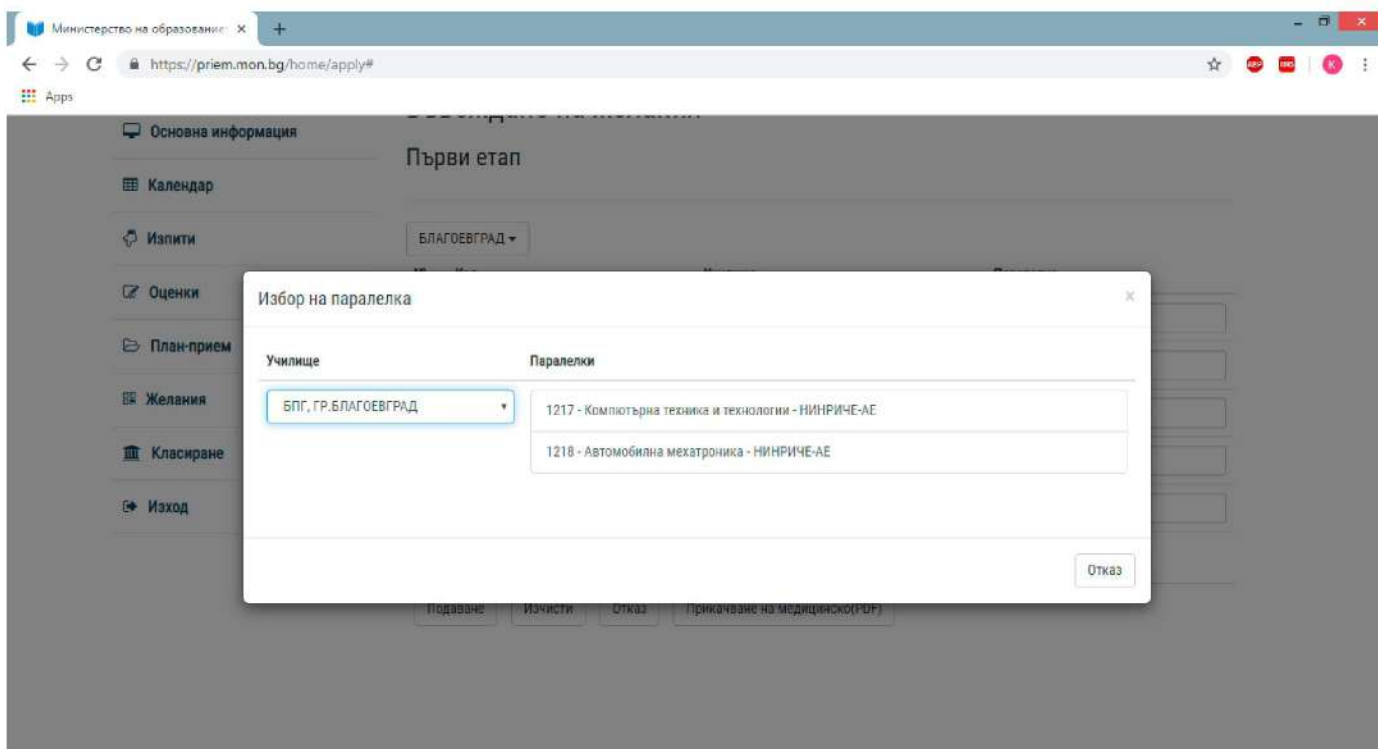 Министерство на образованието
https://priem.mon.bg/home/apply#
ABP
K
Apps
Основна информация
Първи етап
Календар
Изпити
БЛАГОЕВГРАД
Оценки
Избор на паралелка
План-прием
Училище
Паралелки
Желания
БПГ, ГР.БЛАГОЕВГРАД
1217 - Компютърна техника и технологии - НИНРИЧЕ-АЕ
Класиране
1218 - Автомобилна мехатроника - НИНРИЧЕ-АЕ
Изход
Отказ
Подаване
Изчисти
Отказ
Прикачване на медицинско(PDF)